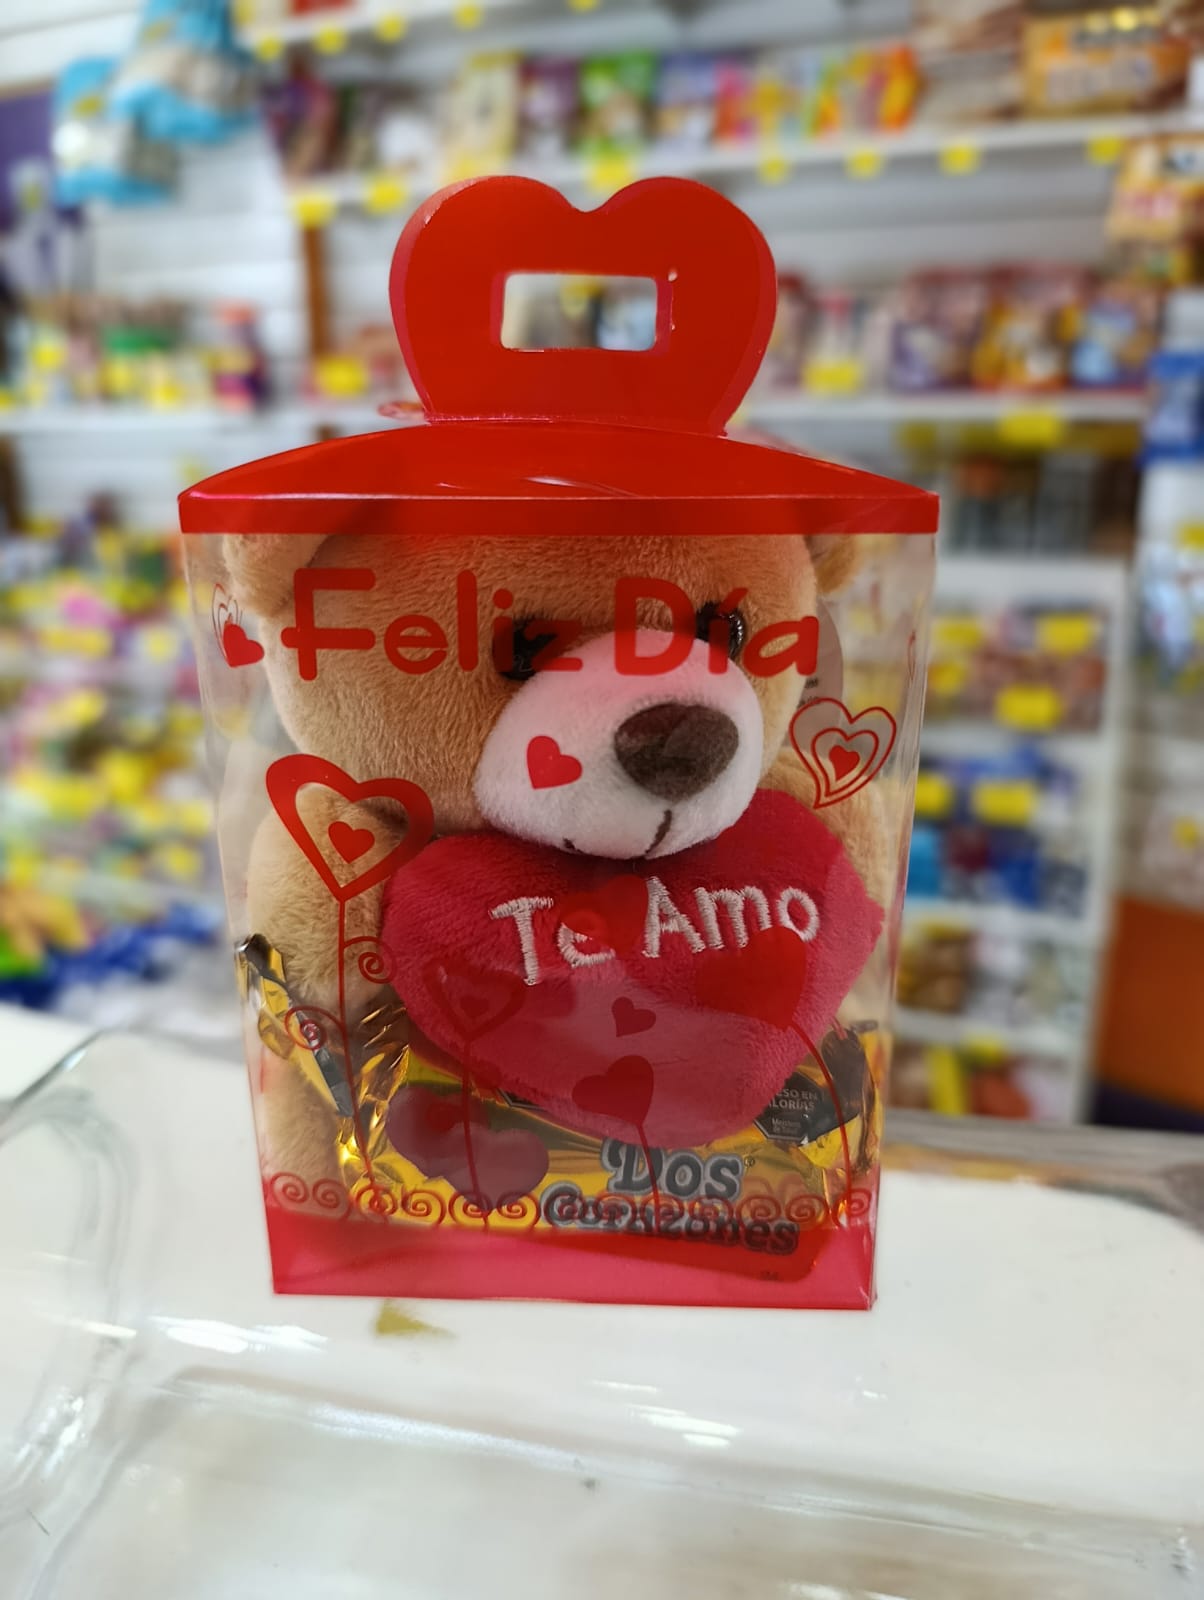 Feliz Día
Te Amo
Dos
Corazones